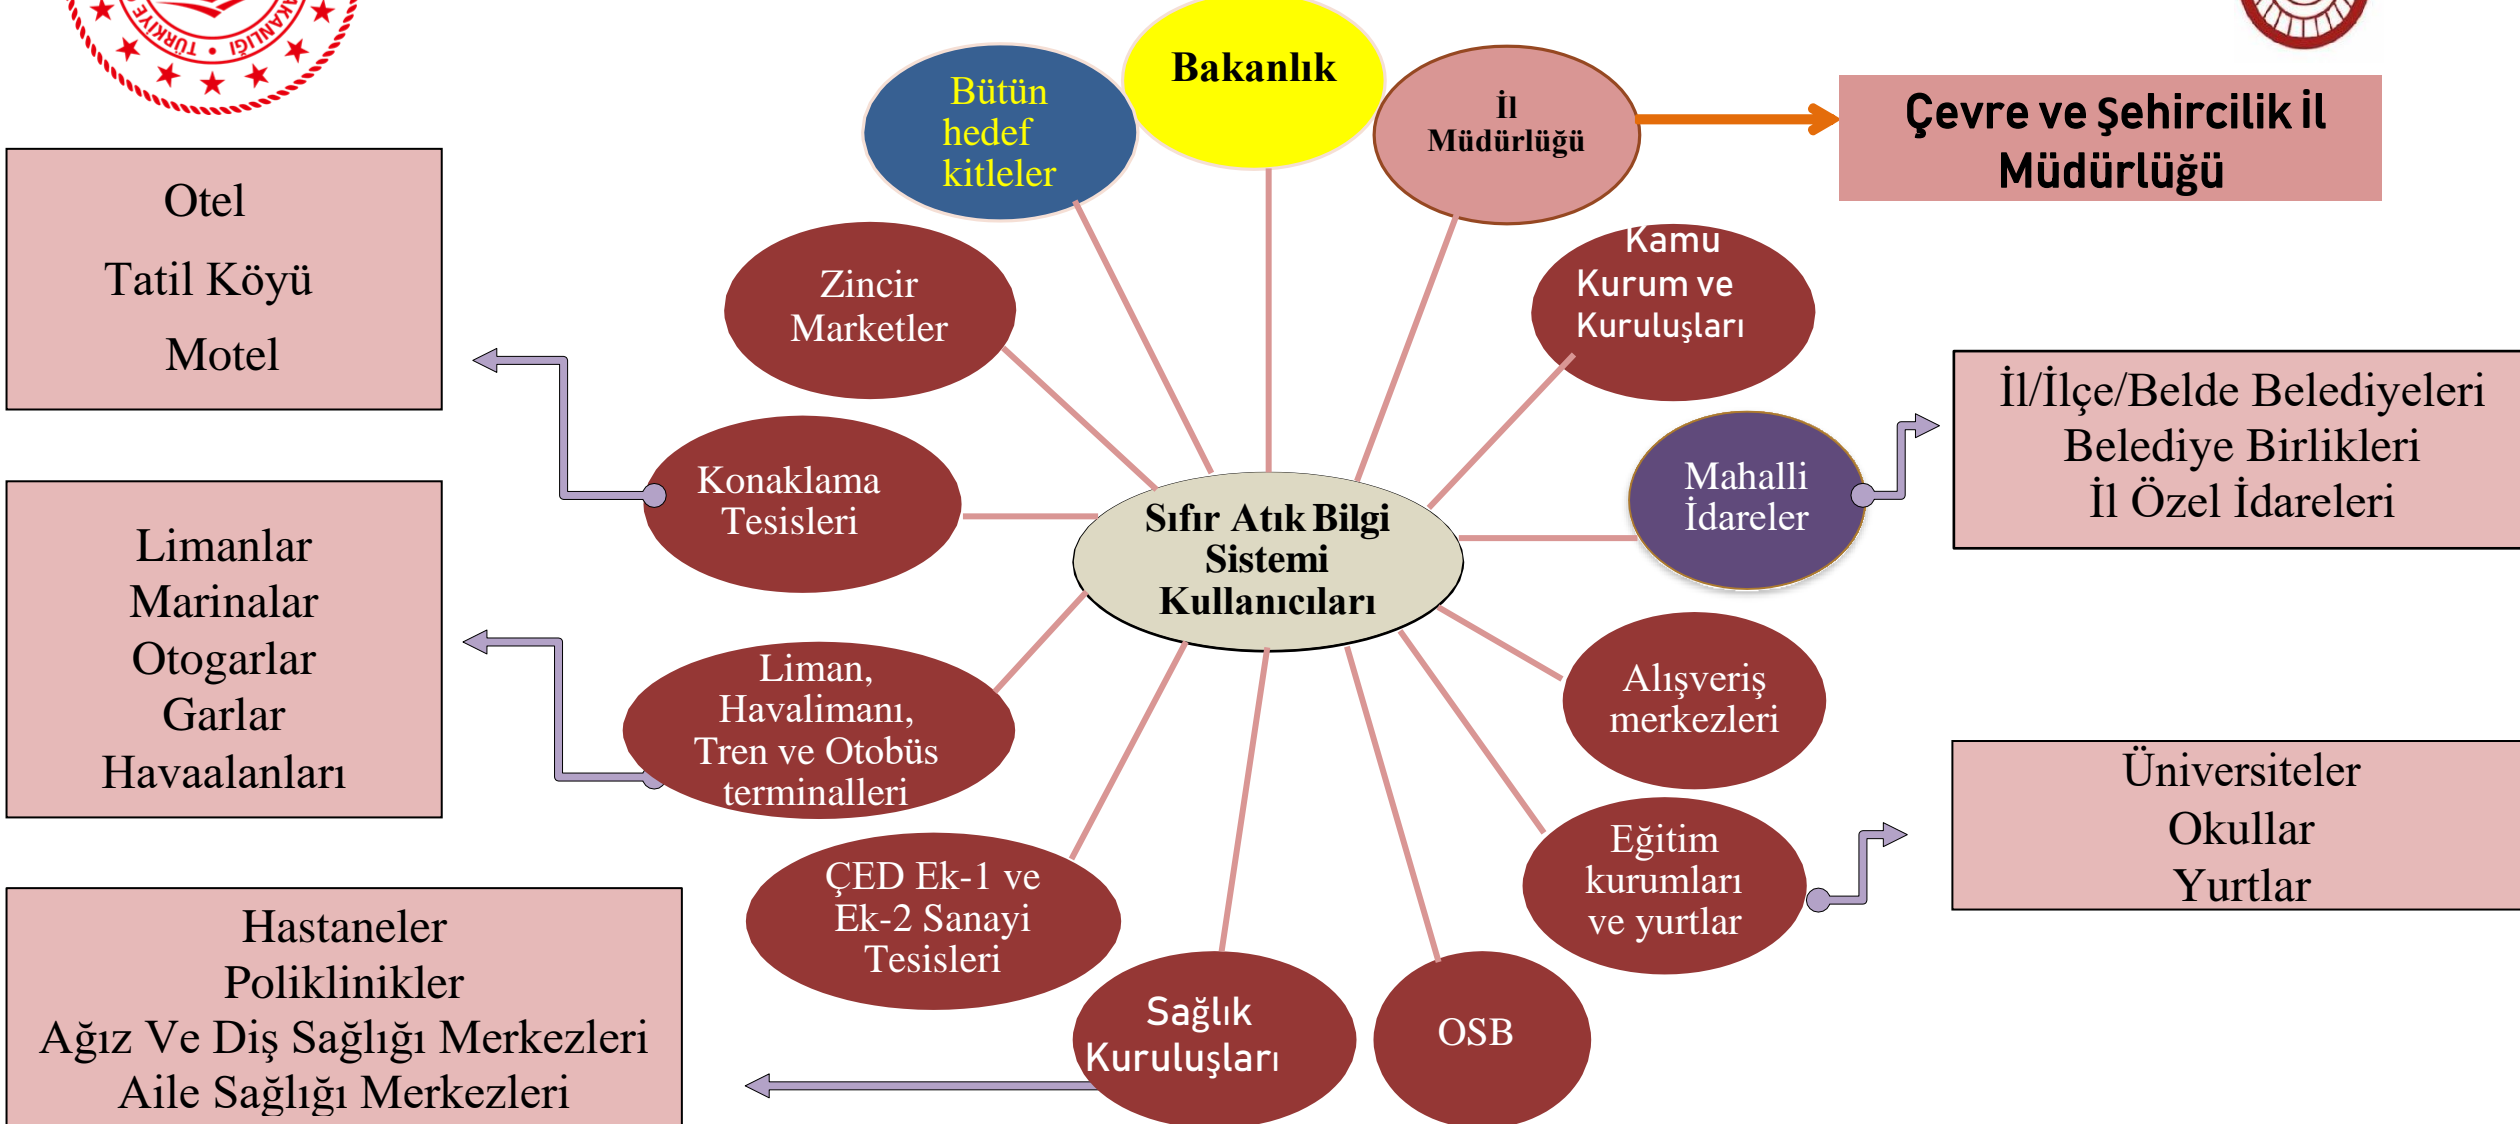 TÜRKİYE
BAKANLIĞI
Bakanlık
Bütün
hedef
kitleler
İl
Müdürlüğü
Çevre ve Şehircilik İl
Müdürlüğü
Otel
Tatil Köyü
Motel
Zincir
Marketler
Kamu
Kurum ve
Kuruluşları
İl/İlçe/Belde Belediyeleri
Belediye Birlikleri
İl Özel İdareleri
Konaklama
Tesisleri
Mahalli
İdareler
Sıfır Atık Bilgi
Sistemi
Kullanıcıları
Limanlar
Marinalar
Otogarlar
Garlar
Havaalanları
Liman,
Havalimanı,
Tren ve Otobüs
terminalleri
Alışveriş
merkezleri
Üniversiteler
Okullar
Yurtlar
Eğitim
kurumları
ve yurtlar
ÇED Ek-1 ve
Ek-2 Sanayi
Tesisleri
Hastaneler
Poliklinikler
Ağız Ve Diş Sağlığı Merkezleri
Aile Sağlığı Merkezleri
Sağlık
Kuruluşları
OSB